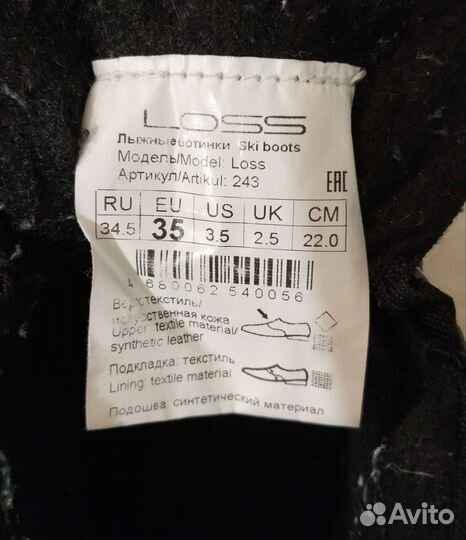 LOSS
Лыжные ботинки Ski boots
Модель/Model: Loss
Артикул/Artikul: 243
EAC
RU EU US UK CM
34.5 35 3.5 2.5 22.0
4 680062 540056
Верх:текстиль/
искусственная кожа
Upper: textile material/
synthetic leather
Подкладка: текстиль
Lining: textile material
Подошва: синтетический материал
Avito